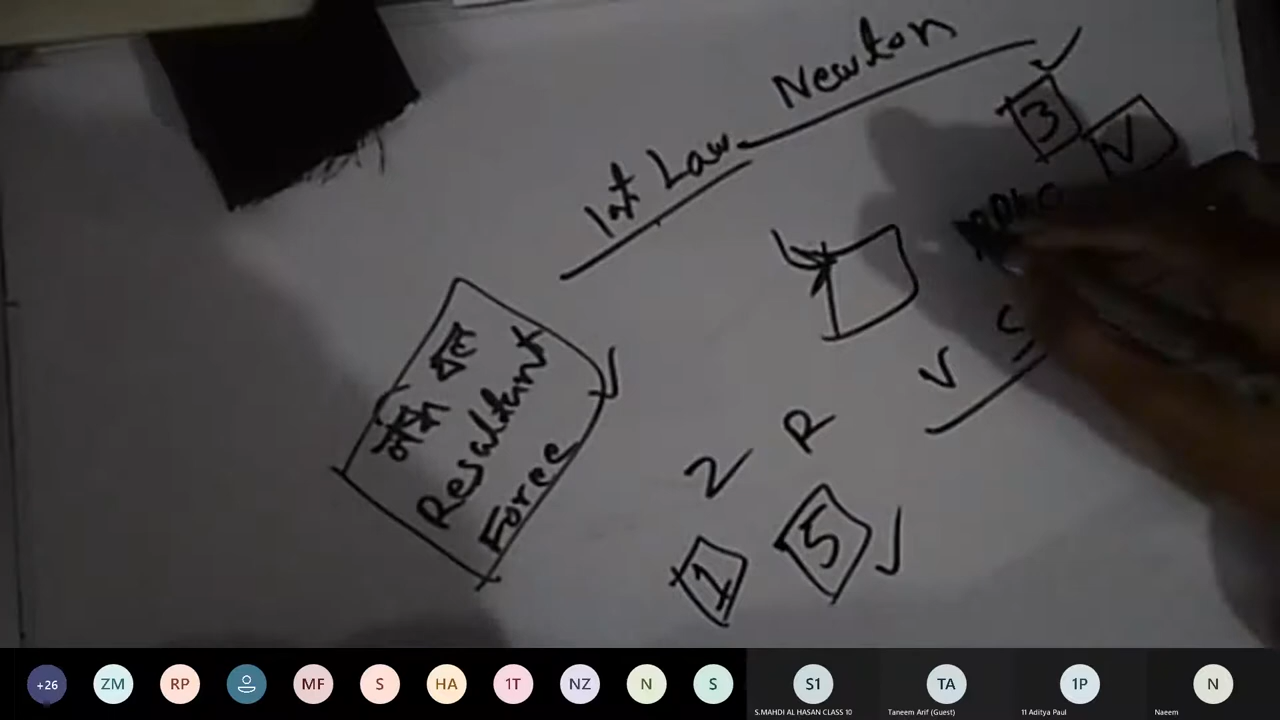 Newton
1st Law
3
লব্ধি বল
Resultant
Force
V S
2 R
1 5
+26 ZM RP MF S HA 1T NZ N S S1 TA 1P N
S.MAHDI AL HASAN CLASS 10 Taneem Arif (Guest) 11 Aditya Paul Naeem